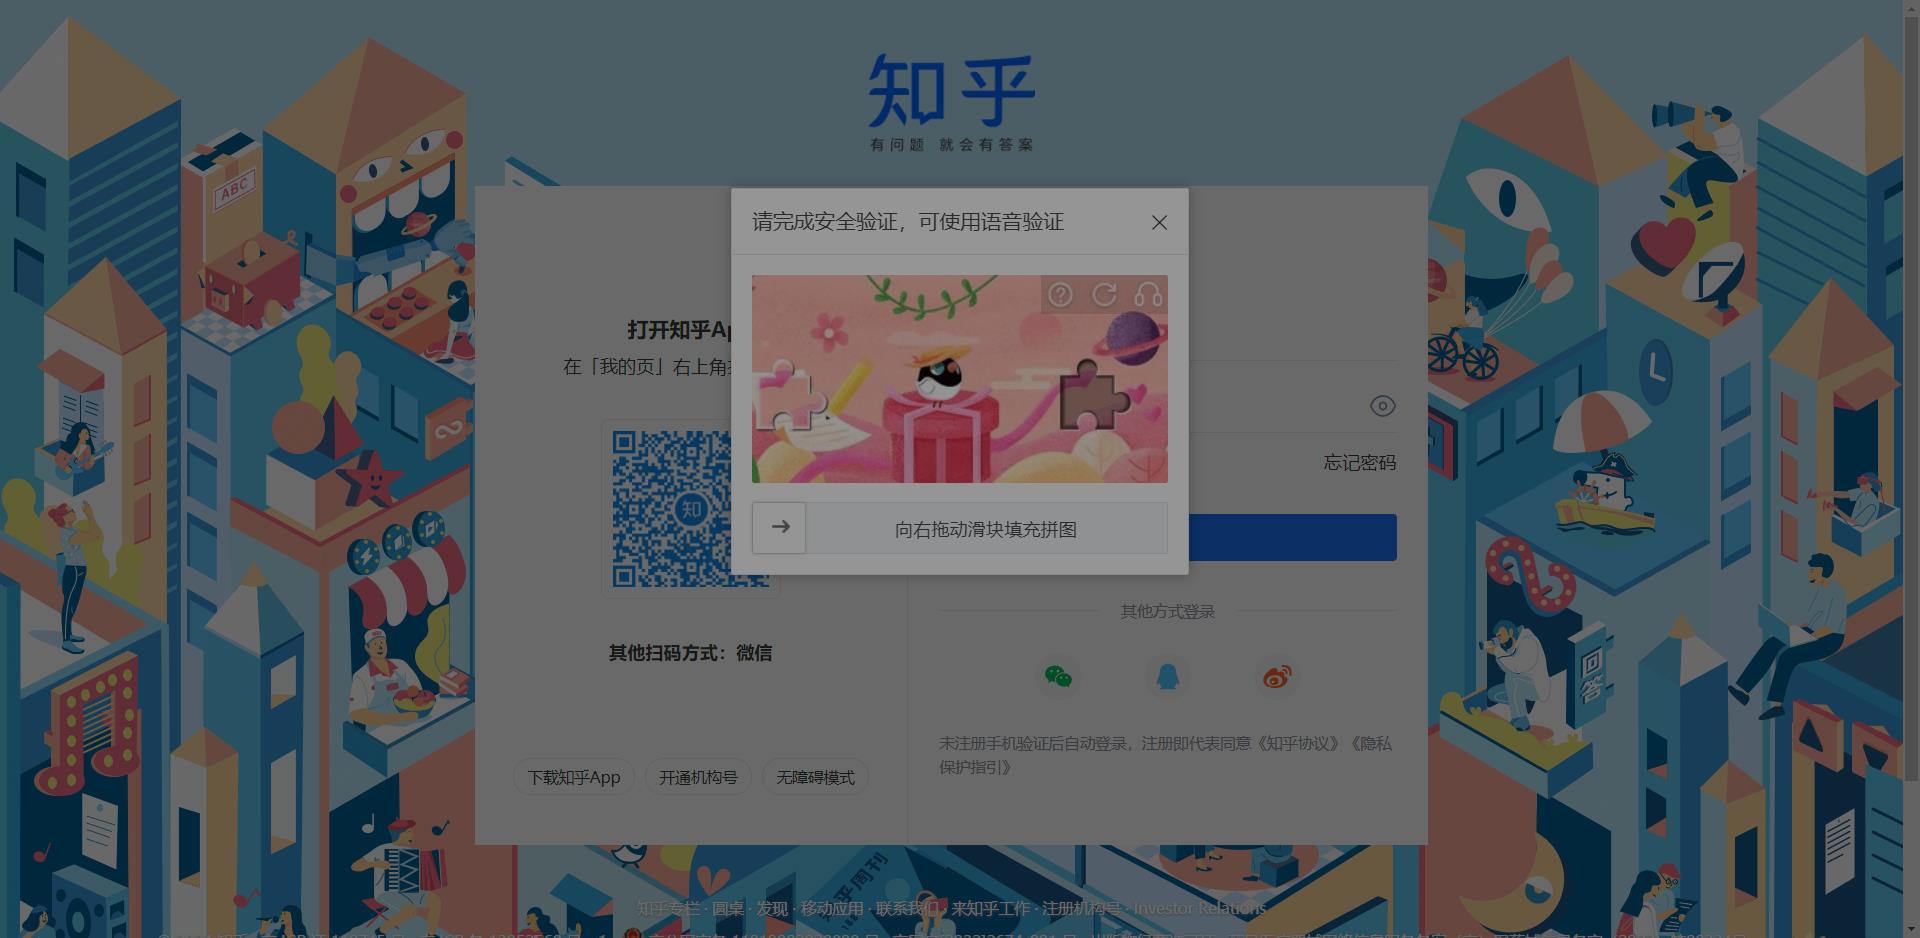 知乎
有问题 就会有答案
ABC
请完成安全验证，可使用语音验证
打开知乎Ap
在「我的页」右上角
知
忘记密码
向右拖动滑块填充拼图
其他方式登录
其他扫码方式：微信
回答
未注册手机验证后自动登录，注册即代表同意《知乎协议》《隐私
保护指引》
下载知乎App
开通机构号
无障碍模式
乎周刊
知乎专栏 · 圆桌 · 发现 · 移动应用 · 联系我们 · 来知乎工作 · 注册机构号 · Investor Relations